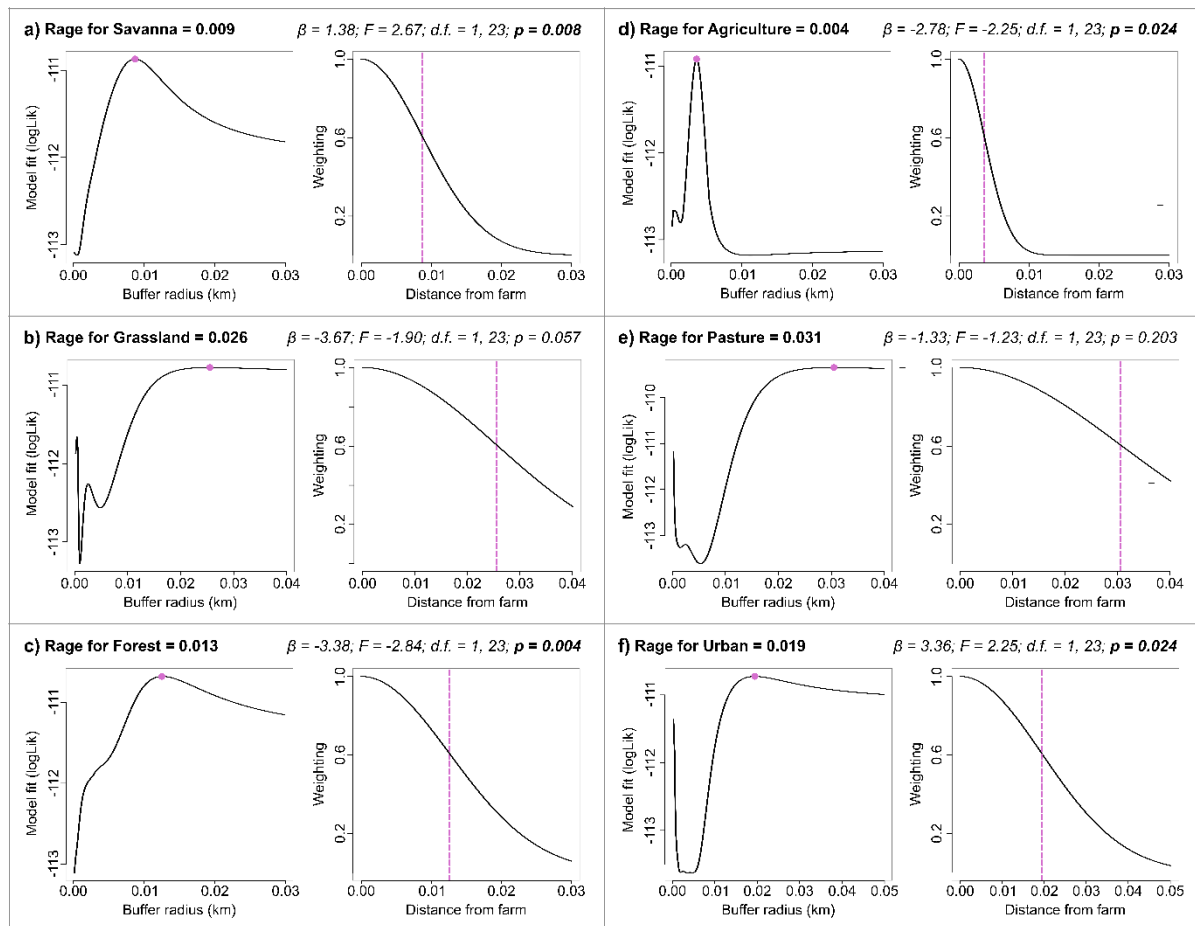 a) Rage for Savanna = 0.009 β = 1.38; F = 2.67; d.f. = 1, 23; p = 0.008
Model fit (logLik)
-111
-112
-113
0.00 0.01 0.02 0.03
Buffer radius (km)
Weighting
1.0
0.6
0.2
0.00 0.01 0.02 0.03
Distance from farm
d) Rage for Agriculture = 0.004 β = -2.78; F = -2.25; d.f. = 1, 23; p = 0.024
Model fit (logLik)
-111
-112
-113
0.00 0.01 0.02 0.03
Buffer radius (km)
Weighting
1.0
0.6
0.2
0.00 0.01 0.02 0.03
Distance from farm
b) Rage for Grassland = 0.026 β = -3.67; F = -1.90; d.f. = 1, 23; p = 0.057
Model fit (logLik)
-111
-112
-113
0.00 0.01 0.02 0.03 0.04
Buffer radius (km)
Weighting
1.0
0.6
0.2
0.00 0.01 0.02 0.03 0.04
Distance from farm
e) Rage for Pasture = 0.031 β = -1.33; F = -1.23; d.f. = 1, 23; p = 0.203
Model fit (logLik)
-110
-111
-112
-113
0.00 0.01 0.02 0.03 0.04
Buffer radius (km)
Weighting
1.0
0.6
0.2
0.00 0.01 0.02 0.03 0.04
Distance from farm
c) Rage for Forest = 0.013 β = -3.38; F = -2.84; d.f. = 1, 23; p = 0.004
Model fit (logLik)
-111
-112
-113
0.00 0.01 0.02 0.03
Buffer radius (km)
Weighting
1.0
0.6
0.2
0.00 0.01 0.02 0.03
Distance from farm
f) Rage for Urban = 0.019 β = 3.36; F = 2.25; d.f. = 1, 23; p = 0.024
Model fit (logLik)
-111
-112
-113
0.00 0.01 0.02 0.03 0.04 0.05
Buffer radius (km)
Weighting
1.0
0.6
0.2
0.00 0.01 0.02 0.03 0.04 0.05
Distance from farm